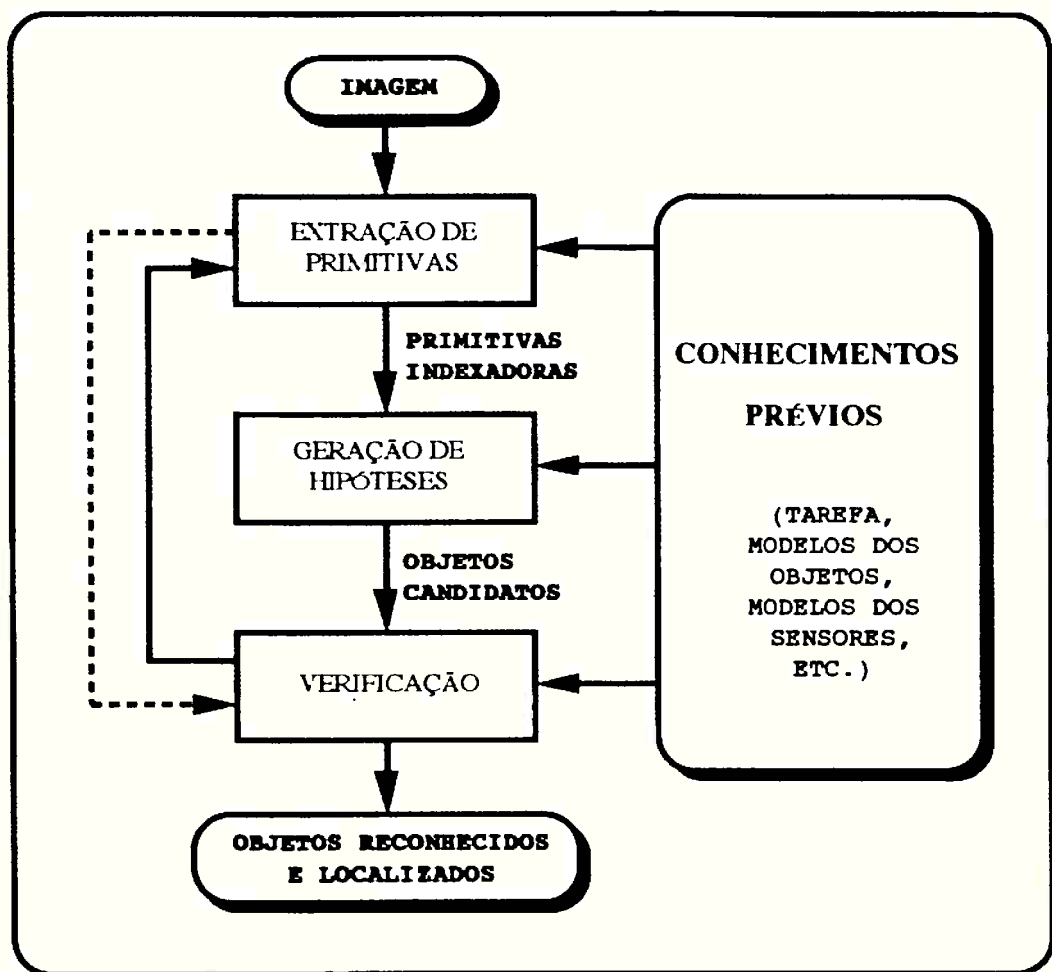 IMAGEM
EXTRAÇÃO DE
PRIMITIVAS
PRIMITIVAS
INDEXADORAS
GERAÇÃO DE
HIPÓTESES
OBJETOS
CANDIDATOS
VERIFICAÇÃO
OBJETOS RECONHECIDOS
E LOCALIZADOS
CONHECIMENTOS
PRÉVIOS
(TAREFA,
MODELOS DOS
OBJETOS,
MODELOS DOS
SENSORES,
ETC.)